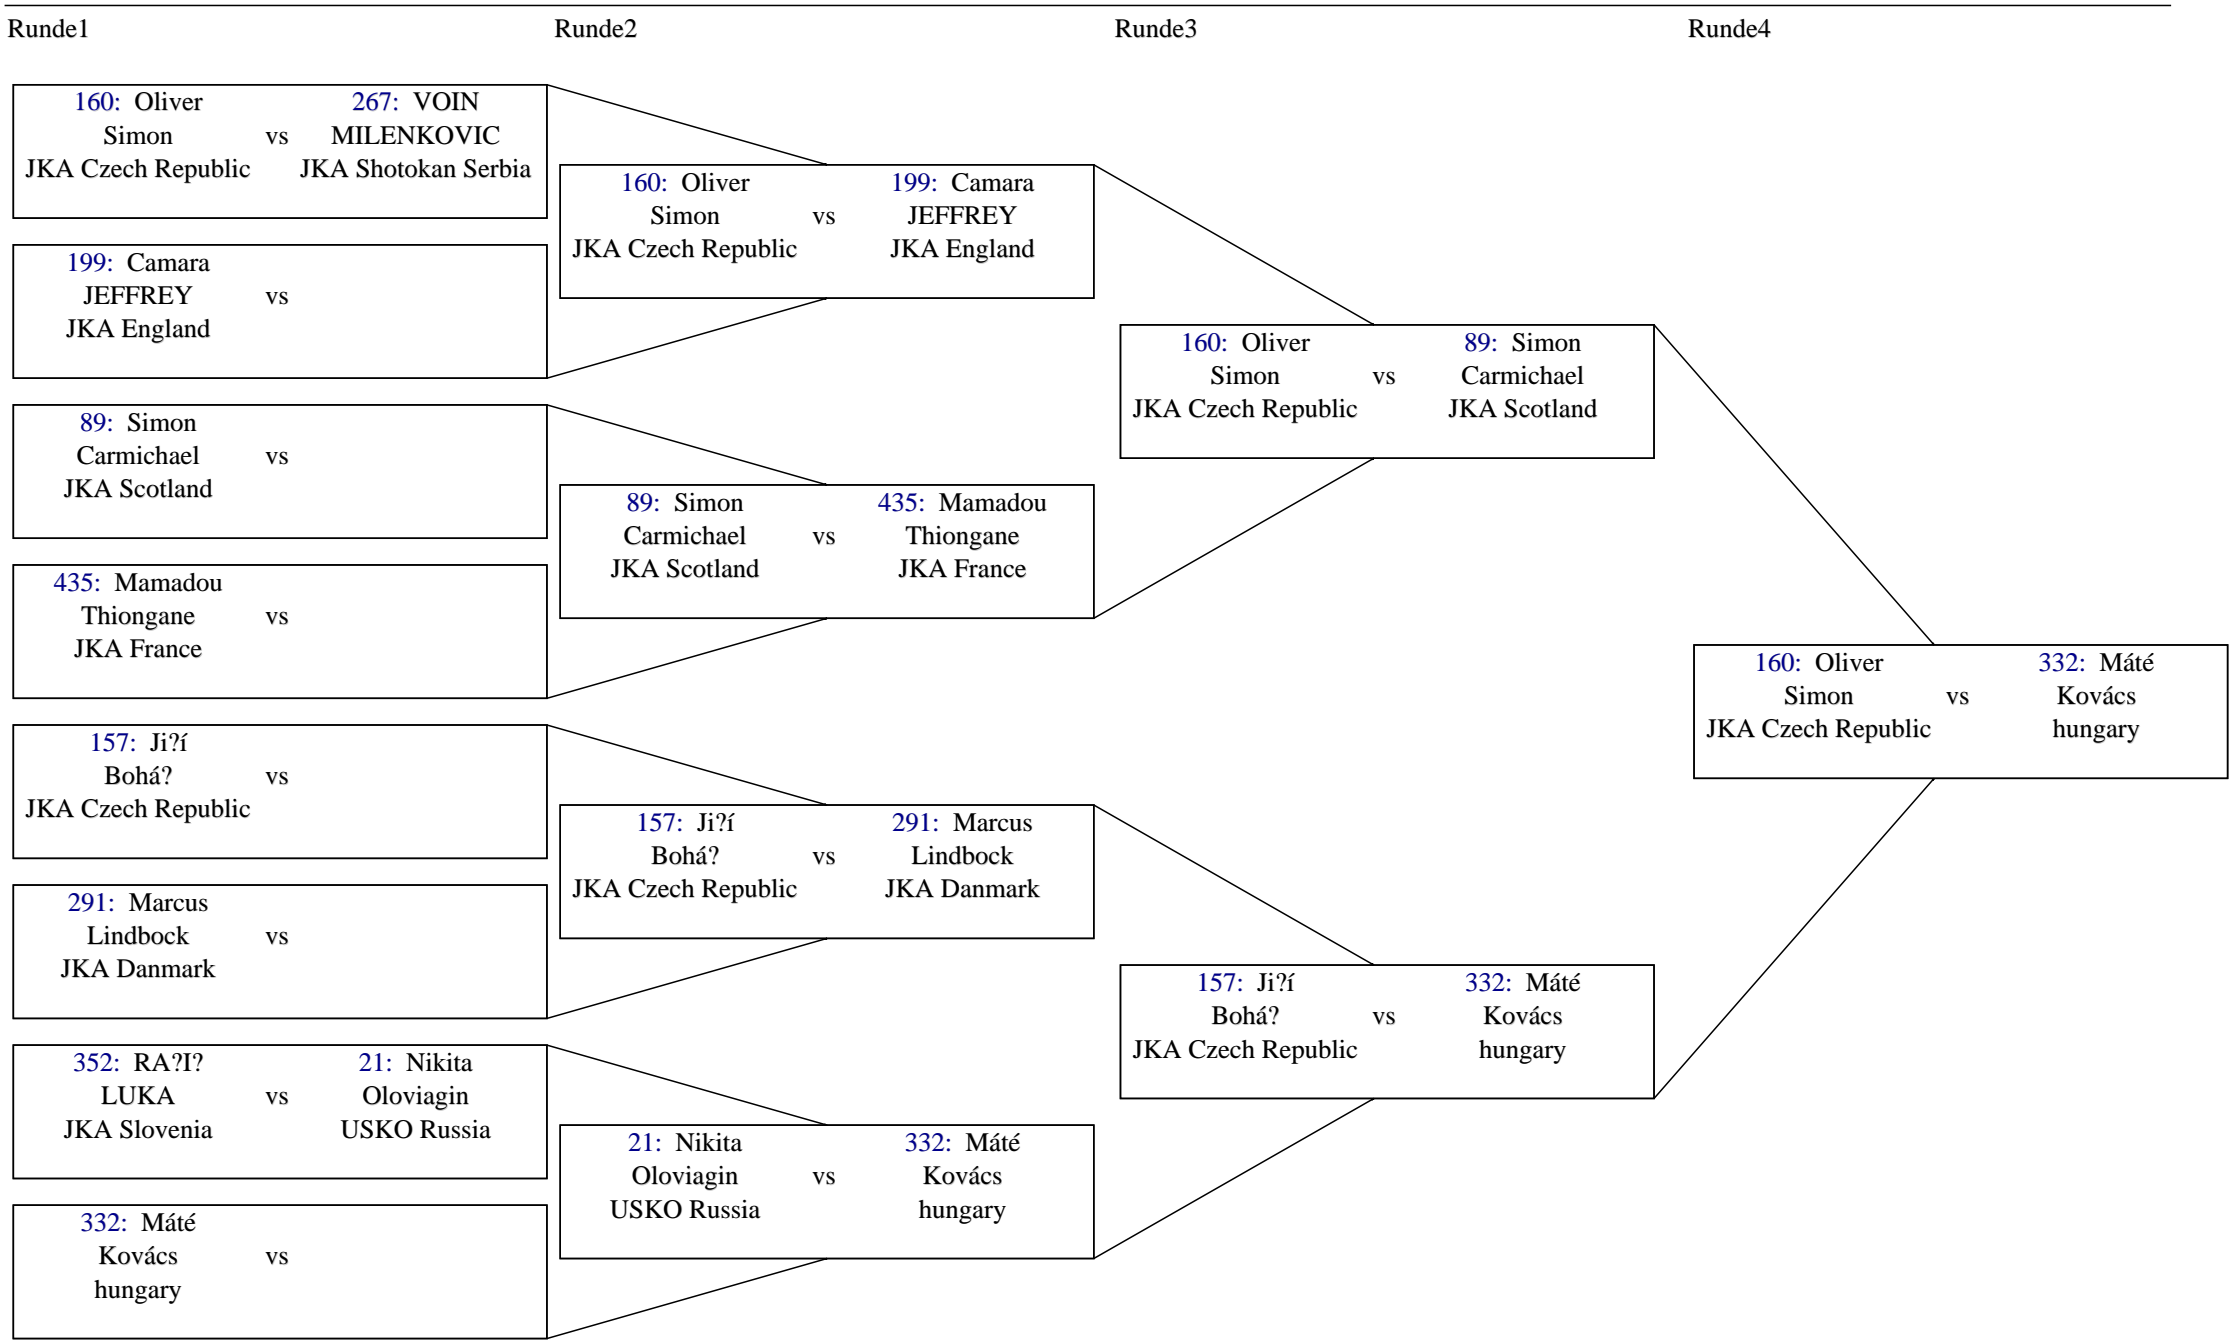 Runde1 Runde2 Runde3 Runde4
160: Oliver 267: VOIN
Simon vs MILENKOVIC
JKA Czech Republic JKA Shotokan Serbia
199: Camara
JEFFREY vs
JKA England
89: Simon
Carmichael vs
JKA Scotland
435: Mamadou
Thiongane vs
JKA France
157: Ji?í
Bohá? vs
JKA Czech Republic
291: Marcus
Lindbock vs
JKA Danmark
352: RA?I? 21: Nikita
LUKA vs Oloviagin
JKA Slovenia USKO Russia
332: Máté
Kovács vs
hungary
160: Oliver 199: Camara
Simon vs JEFFREY
JKA Czech Republic JKA England
89: Simon 435: Mamadou
Carmichael vs Thiongane
JKA Scotland JKA France
157: Ji?í 291: Marcus
Bohá? vs Lindbock
JKA Czech Republic JKA Danmark
21: Nikita 332: Máté
Oloviagin vs Kovács
USKO Russia hungary
160: Oliver 89: Simon
Simon vs Carmichael
JKA Czech Republic JKA Scotland
157: Ji?í 332: Máté
Bohá? vs Kovács
JKA Czech Republic hungary
160: Oliver 332: Máté
Simon vs Kovács
JKA Czech Republic hungary